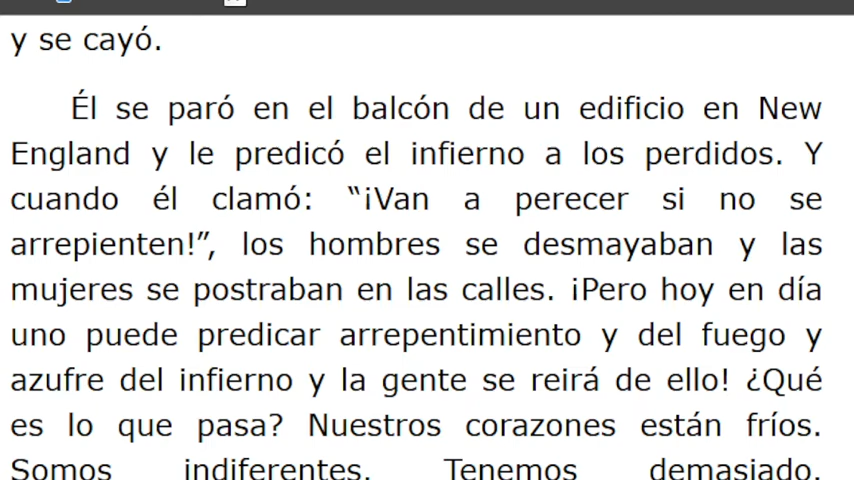 y se cayó.
Él se paró en el balcón de un edificio en New
England y le predicó el infierno a los perdidos. Y
cuando él clamó: “¡Van a perecer si no se
arrepienten!”, los hombres se desmayaban y las
mujeres se postraban en las calles. ¡Pero hoy en día
uno puede predicar arrepentimiento y del fuego y
azufre del infierno y la gente se reirá de ello! ¿Qué
es lo que pasa? Nuestros corazones están fríos.
Somos indiferentes. Tenemos demasiado.